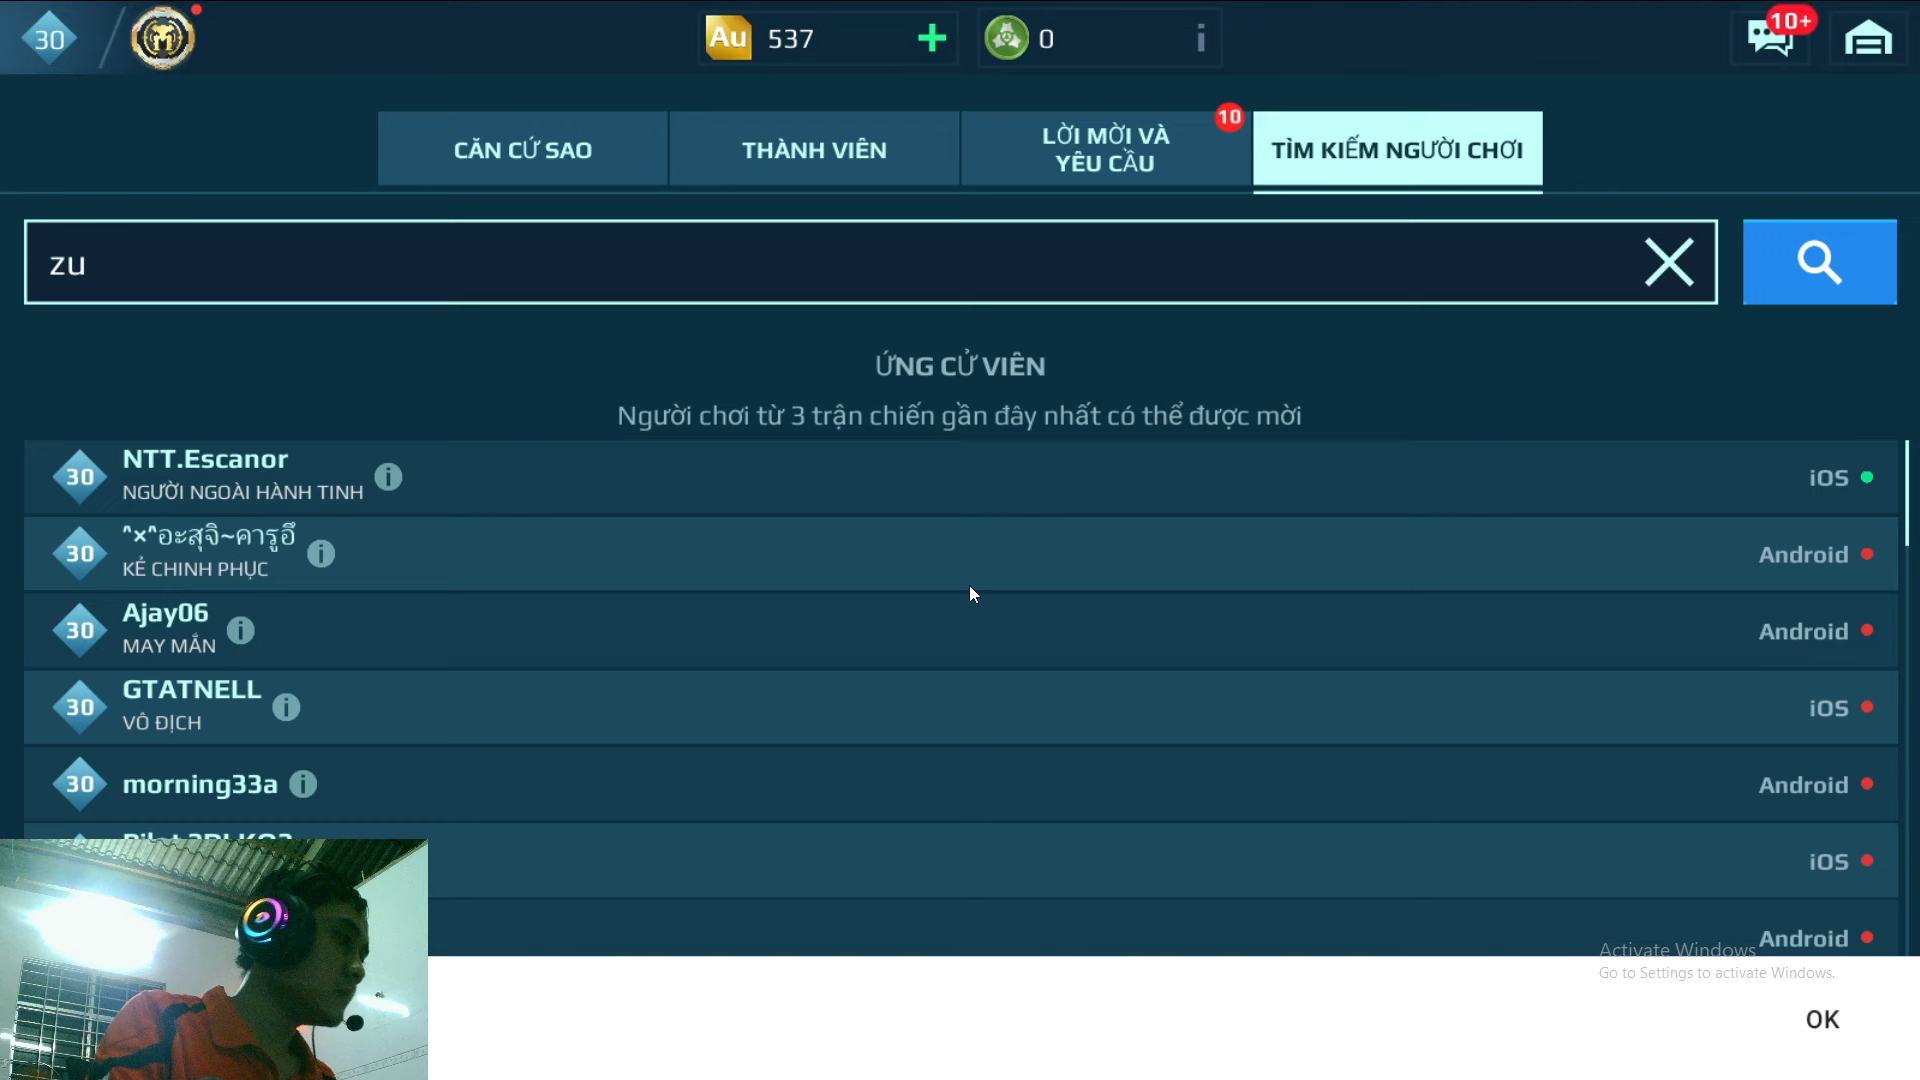 30
Au 537
0
10+
CĂN CỨ SAO
THÀNH VIÊN
LỜI MỜI VÀ
YÊU CẦU
10
TÌM KIẾM NGƯỜI CHƠI
zu
ỨNG CỬ VIÊN
Người chơi từ 3 trận chiến gần đây nhất có thể được mời
30 NTT.Escanor iOS
NGƯỜI NGOÀI HÀNH TINH
30 ^×^อะสุจิ~คารูอึ Android
KẺ CHINH PHỤC
30 Ajay06 Android
MAY MẮN
30 GTATNELL iOS
VÔ ĐỊCH
30 morning33a Android
iOS
Android
Activate Windows
Go to Settings to activate Windows.
OK